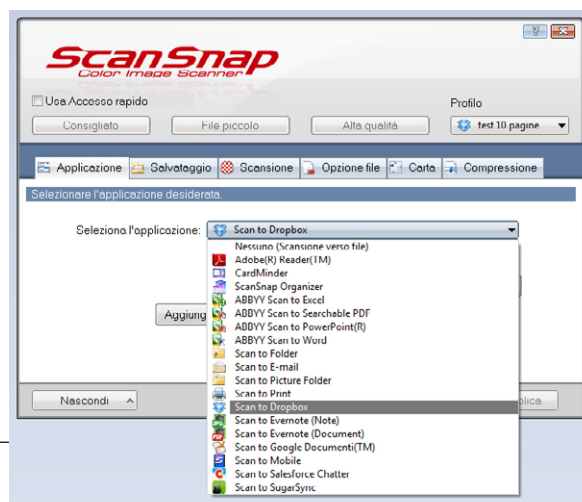 ScanSnap
Color Image Scanner
Usa Accesso rapido
Profilo
Consigliato File piccolo Alta qualità test 10 pagine
Applicazione Salvataggio Scansione Opzione file Carta Compressione
Selezionare l'applicazione desiderata.
Seleziona l'applicazione: Scan to Dropbox
Nessuno (Scansione verso file)
Adobe(R) Reader(TM)
CardMinder
ScanSnap Organizer
ABBYY Scan to Excel
ABBYY Scan to Searchable PDF
Aggiung
ABBYY Scan to PowerPoint(R)
ABBYY Scan to Word
Scan to Folder
Scan to E-mail
Scan to Picture Folder
Scan to Print
Nascondi Scan to Dropbox plica
Scan to Evernote (Note)
Scan to Evernote (Document)
Scan to Google Documenti(TM)
Scan to Mobile
Scan to Salesforce Chatter
Scan to SugarSync